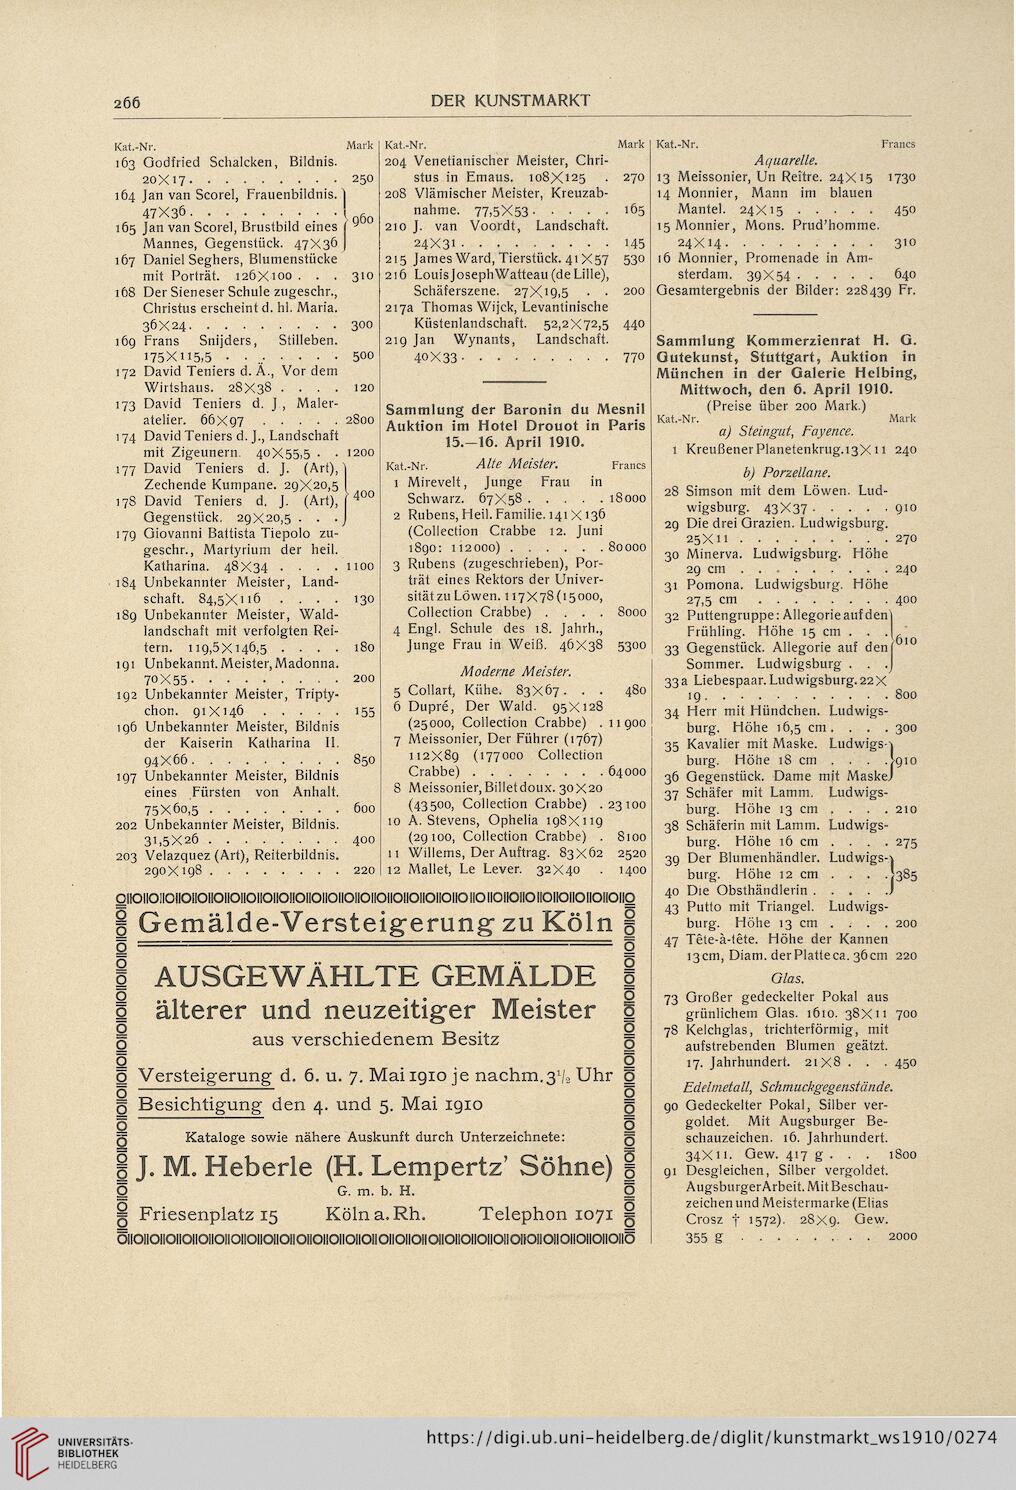 266
DER KUNSTMARKT
Kat.-Nr. Mark
163 Godfried Schalcken, Bildnis.
20×17. . . . . . . . . 250
164 Jan van Scorel, Frauenbildnis.
47×36. . . . . . . . .
165 Jan van Scorel, Brustbild eines
Mannes, Gegenstück. 47×36
960
167 Daniel Seghers, Blumenstücke
mit Porträt. 126×100 . . . 310
168 Der Sieneser Schule zugeschr.,
Christus erscheint d. hl. Maria.
36×24. . . . . . . . . 300
169 Frans Snijders, Stilleben.
175×115,5 . . . . . . . 500
172 David Teniers d. Ä., Vor dem
Wirtshaus. 28×38 . . . . 120
173 David Teniers d. J., Maler-
atelier. 66×97 . . . . . 2800
174 David Teniers d. J., Landschaft
mit Zigeunern. 40×55,5 . . 1200
177 David Teniers d. J. (Art),
Zechende Kumpane. 29×20,5
178 David Teniers d. J. (Art),
Gegenstück. 29×20,5 . . .
400
179 Giovanni Battista Tiepolo zu-
geschr., Martyrium der heil.
Katharina. 48×34 . . . . 1100
184 Unbekannter Meister, Land-
schaft. 84,5×116 . . . . 130
189 Unbekannter Meister, Wald-
landschaft mit verfolgten Rei-
tern. 119,5×146,5 . . . . 180
191 Unbekannt. Meister, Madonna.
70×55. . . . . . . . . 200
192 Unbekannter Meister, Tripty-
chon. 91×146 . . . . . 155
196 Unbekannter Meister, Bildnis
der Kaiserin Katharina II.
94×66. . . . . . . . . 850
197 Unbekannter Meister, Bildnis
eines Fürsten von Anhalt.
75×60,5 . . . . . . . . 600
202 Unbekannter Meister, Bildnis.
31,5×26 . . . . . . . . 400
203 Velazquez (Art), Reiterbildnis.
290×198 . . . . . . . . 220
Kat.-Nr. Mark
204 Venetianischer Meister, Chri-
stus in Emaus. 108×125 . 270
208 Vlämischer Meister, Kreuzab-
nahme. 77,5×53. . . . . 165
210 J. van Voordt, Landschaft.
24×31. . . . . . . . . 145
215 James Ward, Tierstück. 41×57 530
216 Louis Joseph Watteau (de Lille),
Schäferszene. 27×19,5 . . 200
217a Thomas Wijck, Levantinische
Küstenlandschaft. 52,2×72,5 440
219 Jan Wynants, Landschaft.
40×33. . . . . . . . . 770
Sammlung der Baronin du Mesnil
Auktion im Hotel Drouot in Paris
15.—16. April 1910.
Kat.-Nr. Alte Meister. Francs
1 Mirevelt, Junge Frau in
Schwarz. 67×58 . . . . . 18000
2 Rubens, Heil. Familie. 141×136
(Collection Crabbe 12. Juni
1890: 112000) . . . . . . 80000
3 Rubens (zugeschrieben), Por-
trät eines Rektors der Univer-
sität zu Löwen. 117×78 (15000,
Collection Crabbe) . . . . 8000
4 Engl. Schule des 18. Jahrh.,
Junge Frau in Weiß. 46×38 5300
Moderne Meister.
5 Collart, Kühe. 83×67. . . 480
6 Dupré, Der Wald. 95×128
(25000, Collection Crabbe) . 11900
7 Meissonier, Der Führer (1767)
112×89 (177000 Collection
Crabbe) . . . . . . . . 64000
8 Meissonier, Billet doux. 30×20
(43500, Collection Crabbe) . 23100
10 A. Stevens, Ophelia 198×119
(29100, Collection Crabbe) . 8100
11 Willems, Der Auftrag. 83×62 2520
12 Mallet, Le Lever. 32×40 . 1400
Gemälde-Versteigerung zu Köln
AUSGEWÄHLTE GEMÄLDE
älterer und neuzeitiger Meister
aus verschiedenem Besitz
Versteigerung d. 6. u. 7. Mai 1910 je nachm. 3½ Uhr
Besichtigung den 4. und 5. Mai 1910
Kataloge sowie nähere Auskunft durch Unterzeichnete:
J. M. Heberle (H. Lempertz' Söhne)
G. m. b. H.
Friesenplatz 15 Köln a. Rh. Telephon 1071
Kat.-Nr. Francs
Aquarelle.
13 Meissonier, Un Reître. 24×15 1730
14 Monnier, Mann im blauen
Mantel. 24×15 . . . . . 450
15 Monnier, Mons. Prud'homme.
24×14. . . . . . . . . 310
16 Monnier, Promenade in Am-
sterdam. 39×54 . . . . . 640
Gesamtergebnis der Bilder: 228439 Fr.
Sammlung Kommerzienrat H. G.
Gutekunst, Stuttgart, Auktion in
München in der Galerie Helbing,
Mittwoch, den 6. April 1910.
(Preise über 200 Mark.)
Kat.-Nr. Mark
a) Steingut, Fayence.
1 Kreußener Planetenkrug. 13×11 240
b) Porzellane.
28 Simson mit dem Löwen. Lud-
wigsburg. 43×37 . . . . . 910
29 Die drei Grazien. Ludwigsburg.
25×11 . . . . . . . . . 270
30 Minerva. Ludwigsburg. Höhe
29 cm . . . . . . . . 240
31 Pomona. Ludwigsburg. Höhe
27,5 cm . . . . . . . . 400
32 Puttengruppe: Allegorie auf den
Frühling. Höhe 15 cm . . .
33 Gegenstück. Allegorie auf den
Sommer. Ludwigsburg . . .
610
33a Liebespaar. Ludwigsburg. 22×
19. . . . . . . . . . . 800
34 Herr mit Hündchen. Ludwigs-
burg. Höhe 16,5 cm . . . . 300
35 Kavalier mit Maske. Ludwigs-
burg. Höhe 18 cm . . . .
36 Gegenstück. Dame mit Maske
910
37 Schäfer mit Lamm. Ludwigs-
burg. Höhe 13 cm . . . . 210
38 Schäferin mit Lamm. Ludwigs-
burg. Höhe 16 cm . . . . 275
39 Der Blumenhändler. Ludwigs-
burg. Höhe 12 cm . . . .
40 Die Obsthändlerin . . . . .
385
43 Putto mit Triangel. Ludwigs-
burg. Höhe 13 cm . . . . 200
47 Tête-à-tête. Höhe der Kannen
13 cm, Diam. der Platte ca. 36 cm 220
Glas.
73 Großer gedeckelter Pokal aus
grünlichem Glas. 1610. 38×11 700
78 Kelchglas, trichterförmig, mit
aufstrebenden Blumen geätzt.
17. Jahrhundert. 21×8 . . . 450
Edelmetall, Schmuckgegenstände.
90 Gedeckelter Pokal, Silber ver-
goldet. Mit Augsburger Be-
schauzeichen. 16. Jahrhundert.
34×11. Gew. 417 g . . . 1800
91 Desgleichen, Silber vergoldet.
Augsburger Arbeit. Mit Beschau-
zeichen und Meistermarke (Elias
Crosz † 1572). 28×9. Gew.
355 g . . . . . . . . 2000
UNIVERSITÄTS-
BIBLIOTHEK
HEIDELBERG
https://digi.ub.uni-heidelberg.de/diglit/kunstmarkt_ws1910/0274